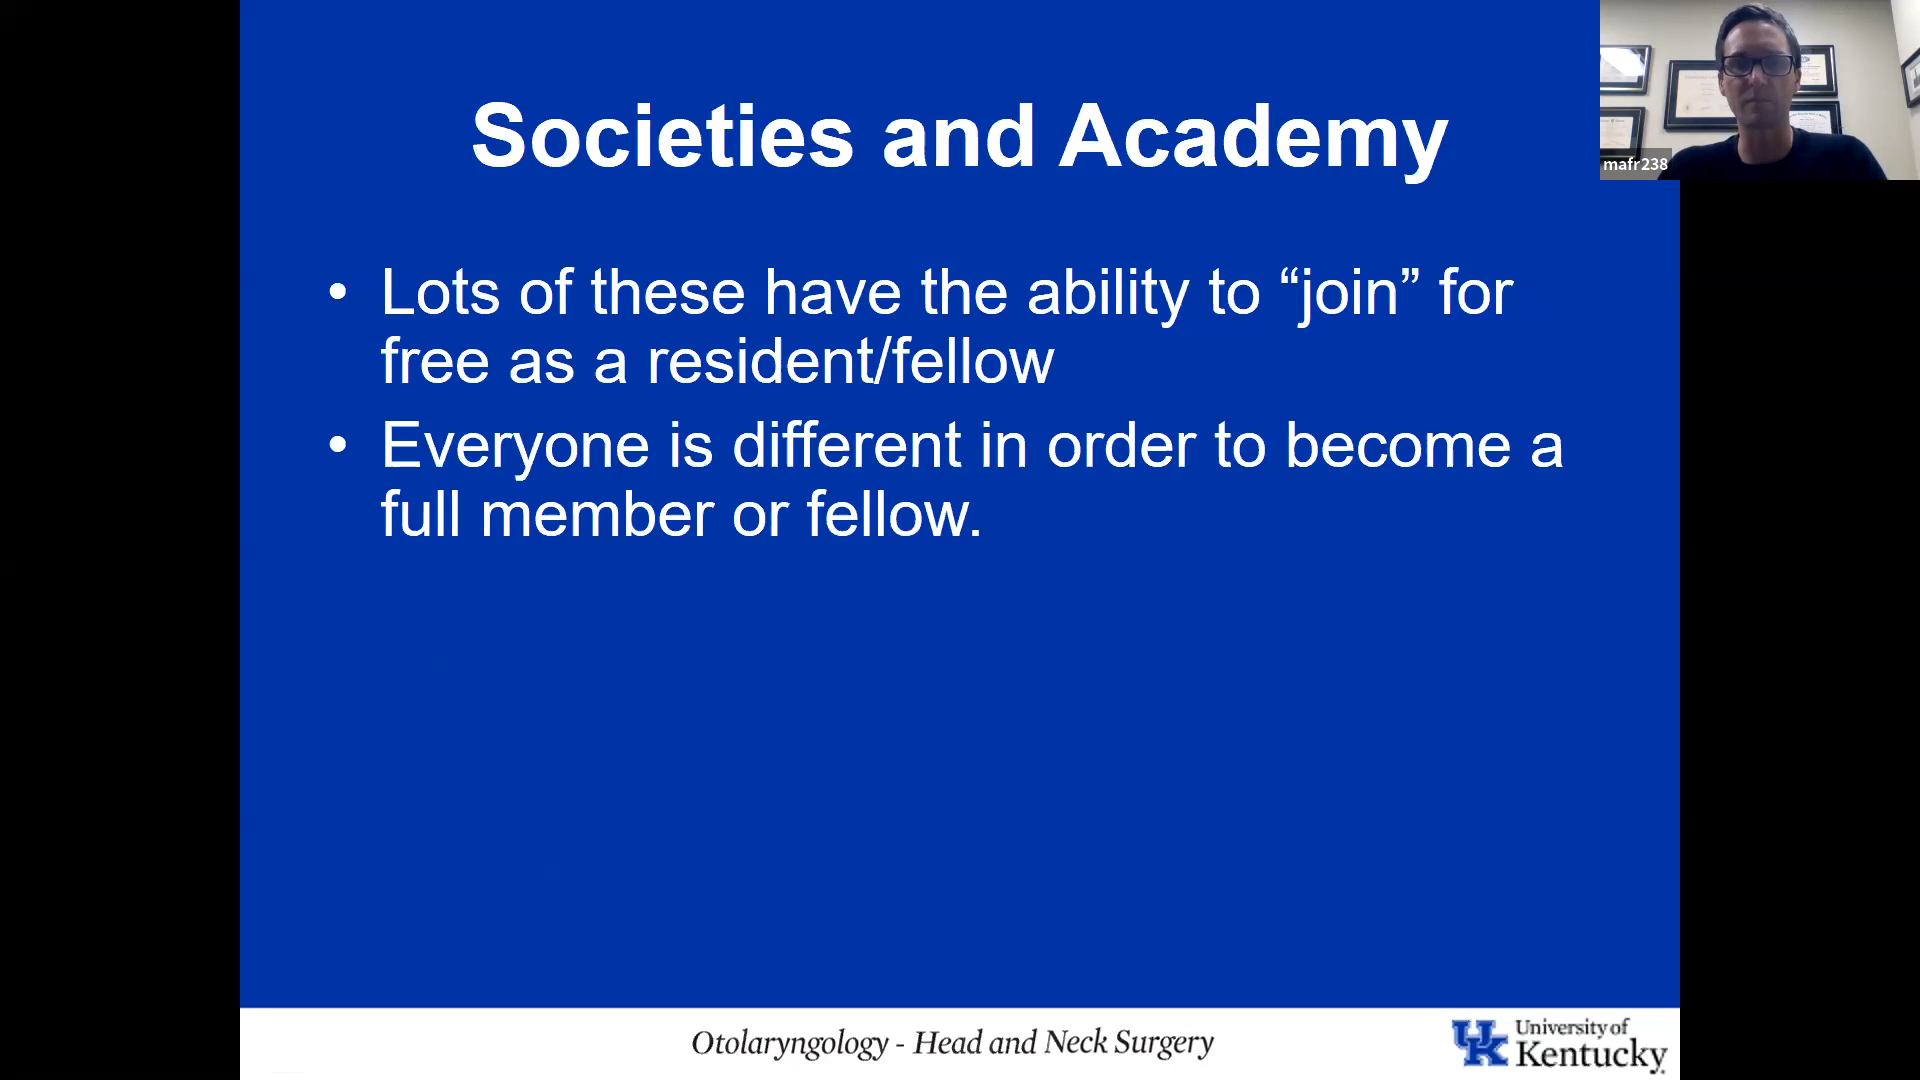 Societies and Academy
• Lots of these have the ability to “join” for
free as a resident/fellow
• Everyone is different in order to become a
full member or fellow.
mafr238
Otolaryngology - Head and Neck Surgery
UK
University of
Kentucky